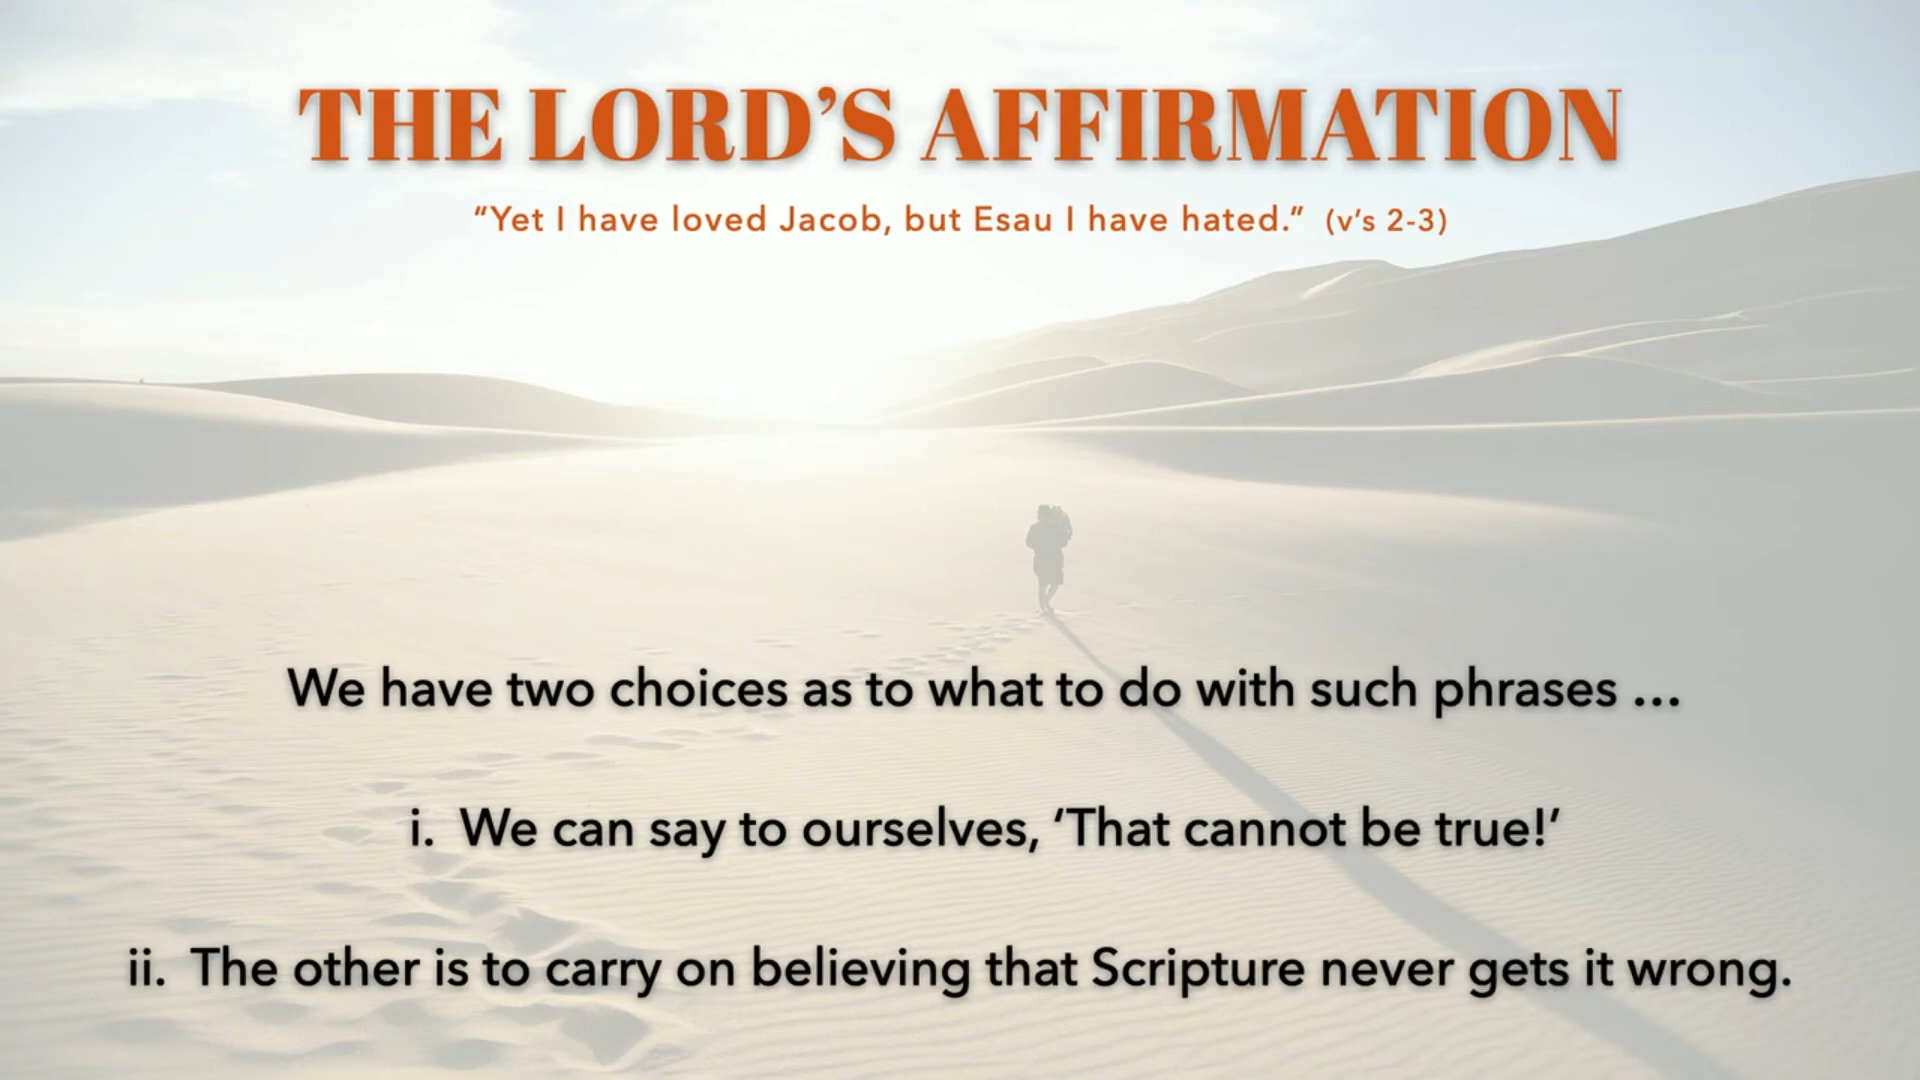 THE LORD’S AFFIRMATION
“Yet I have loved Jacob, but Esau I have hated.” (v’s 2-3)
We have two choices as to what to do with such phrases …
i. We can say to ourselves, ‘That cannot be true!’
ii. The other is to carry on believing that Scripture never gets it wrong.